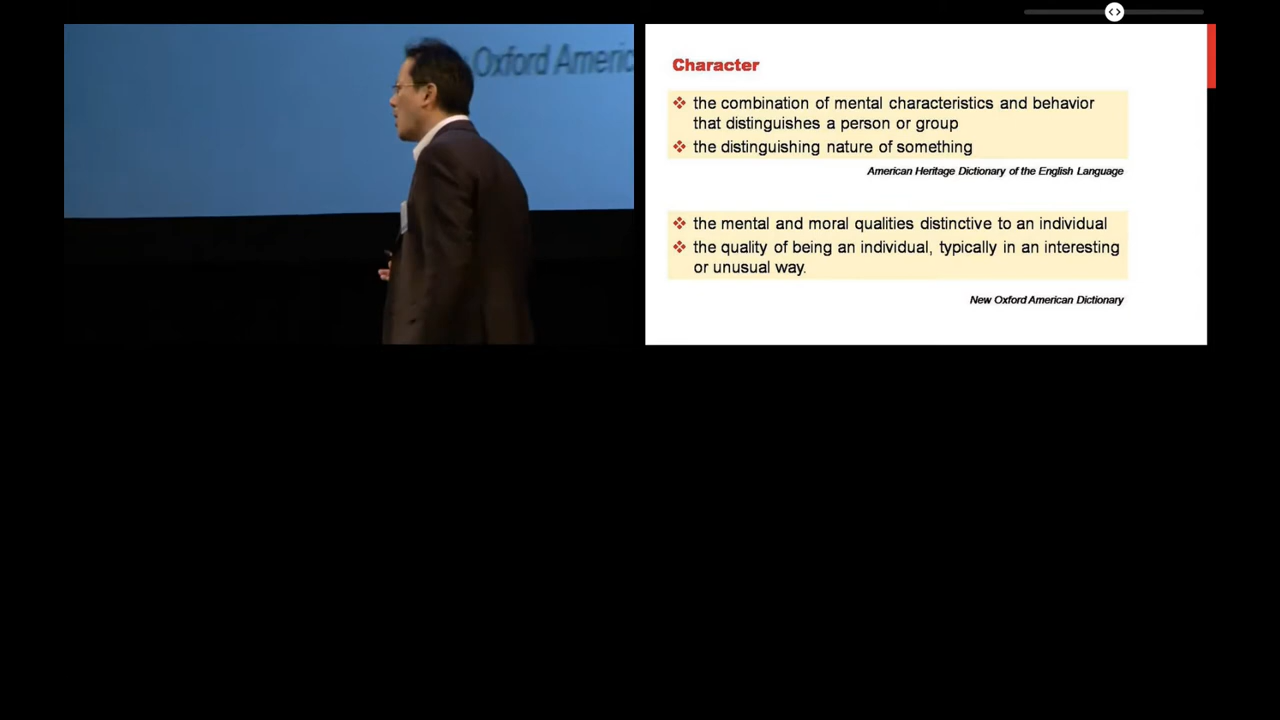 Oxford Americ
Character
the combination of mental characteristics and behavior
that distinguishes a person or group
the distinguishing nature of something
American Heritage Dictionary of the English Language
the mental and moral qualities distinctive to an individual
the quality of being an individual, typically in an interesting
or unusual way.
New Oxford American Dictionary